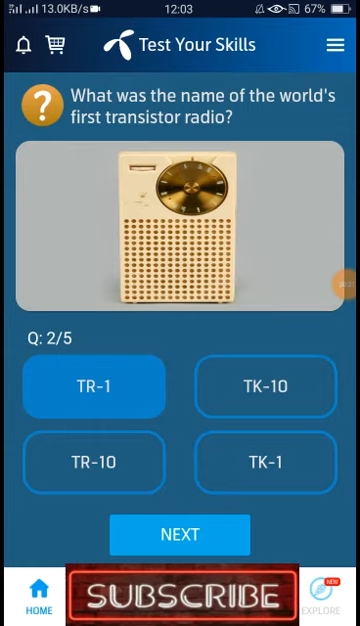 13.0KB/s
12:03
67%
Test Your Skills
What was the name of the world's
first transistor radio?
Q: 2/5
TR-1
TK-10
TR-10
TK-1
NEXT
HOME
SUBSCRIBE
NEW
EXPLORE